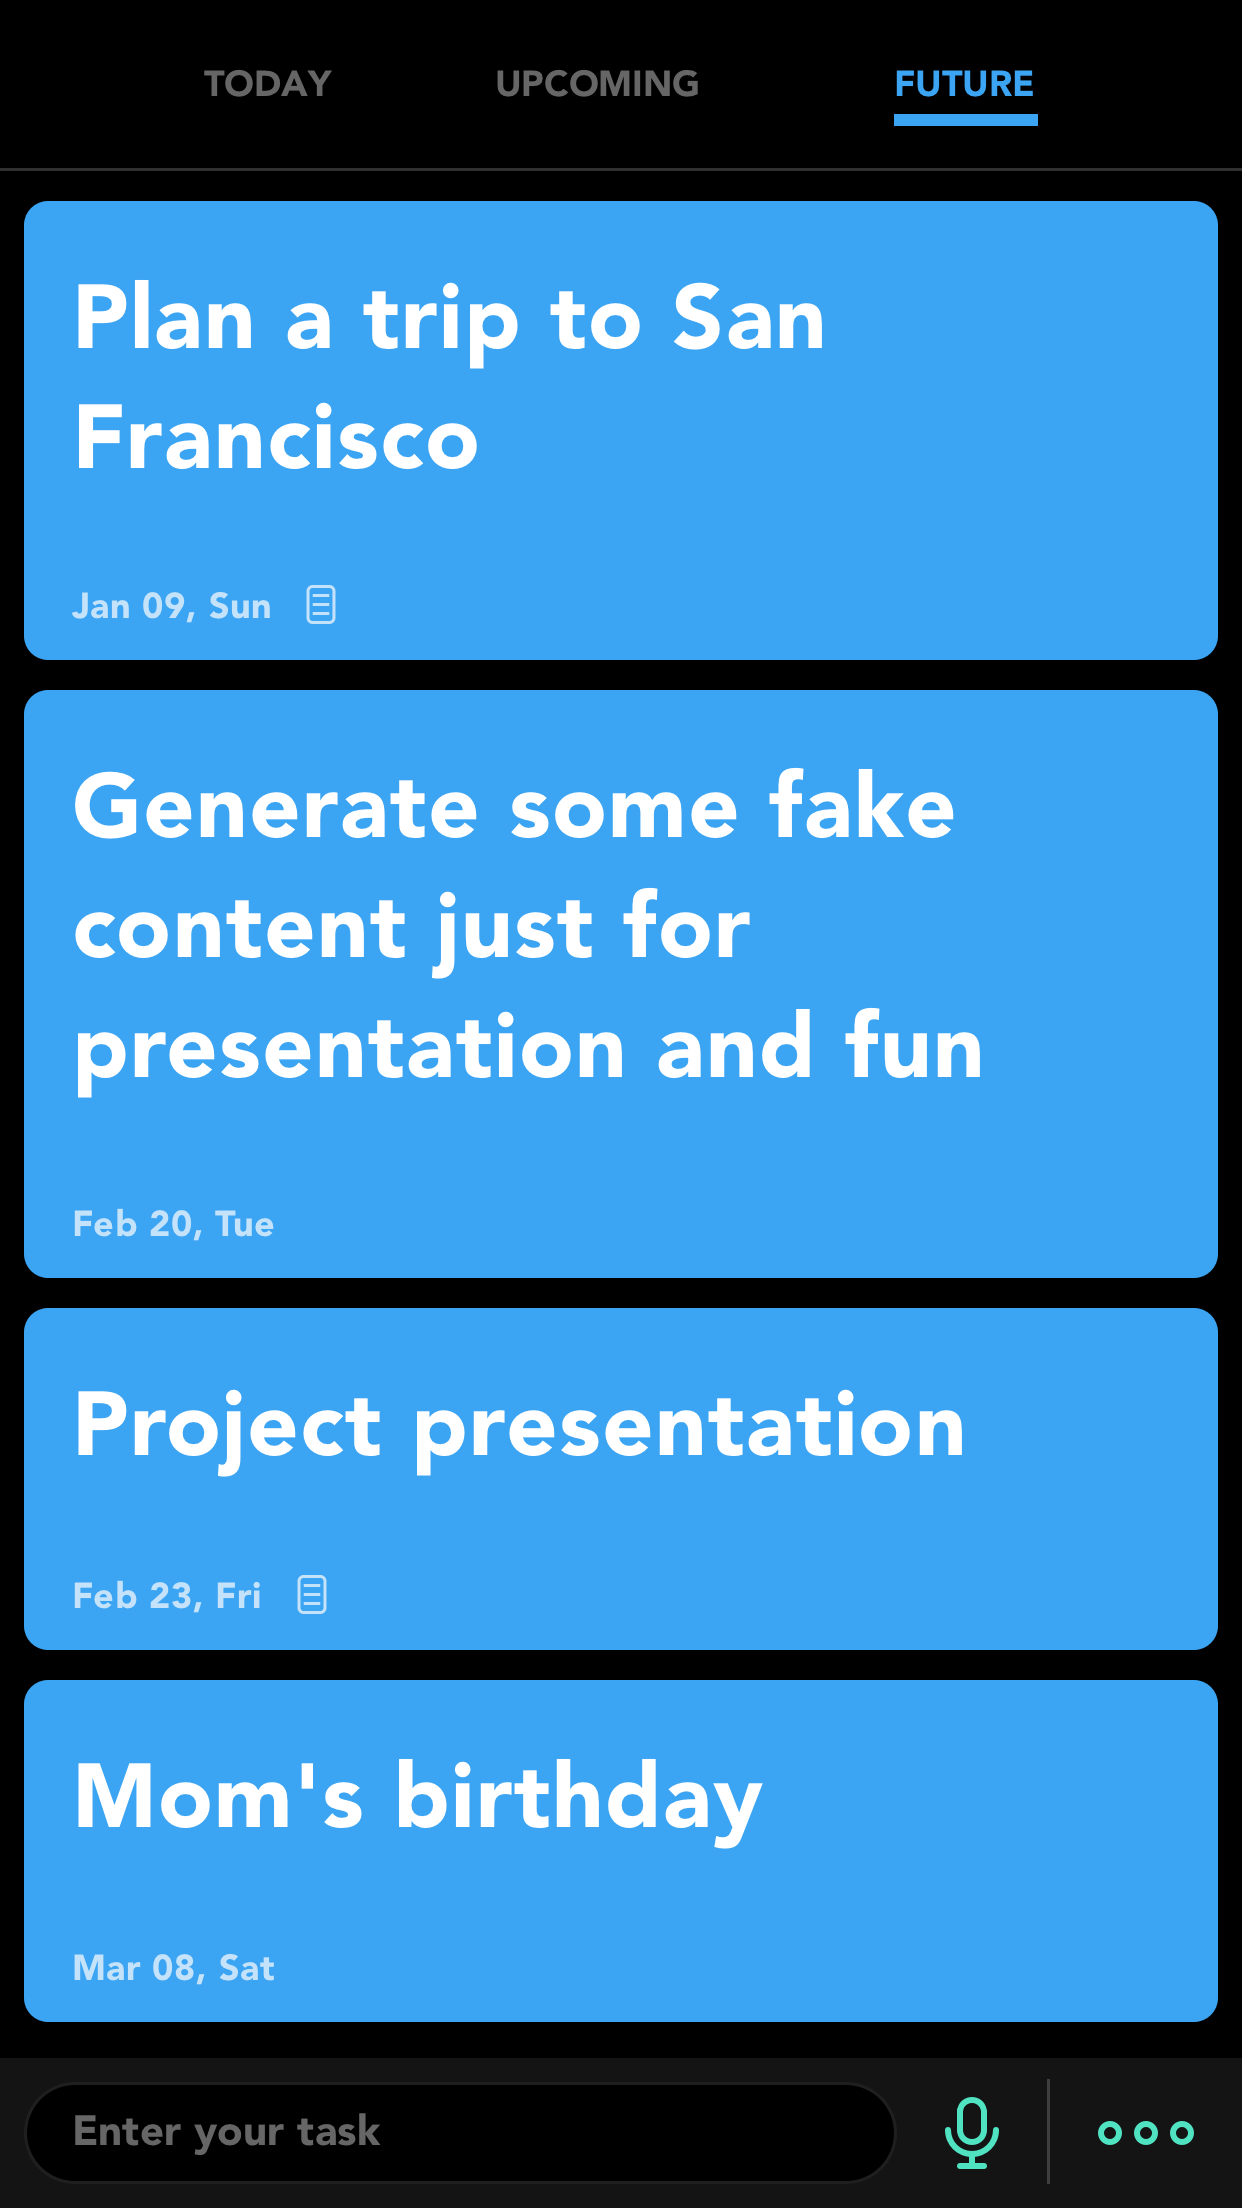 TODAY UPCOMING FUTURE
Plan a trip to San
Francisco
Jan 09, Sun
Generate some fake
content just for
presentation and fun
Feb 20, Tue
Project presentation
Feb 23, Fri
Mom's birthday
Mar 08, Sat
Enter your task